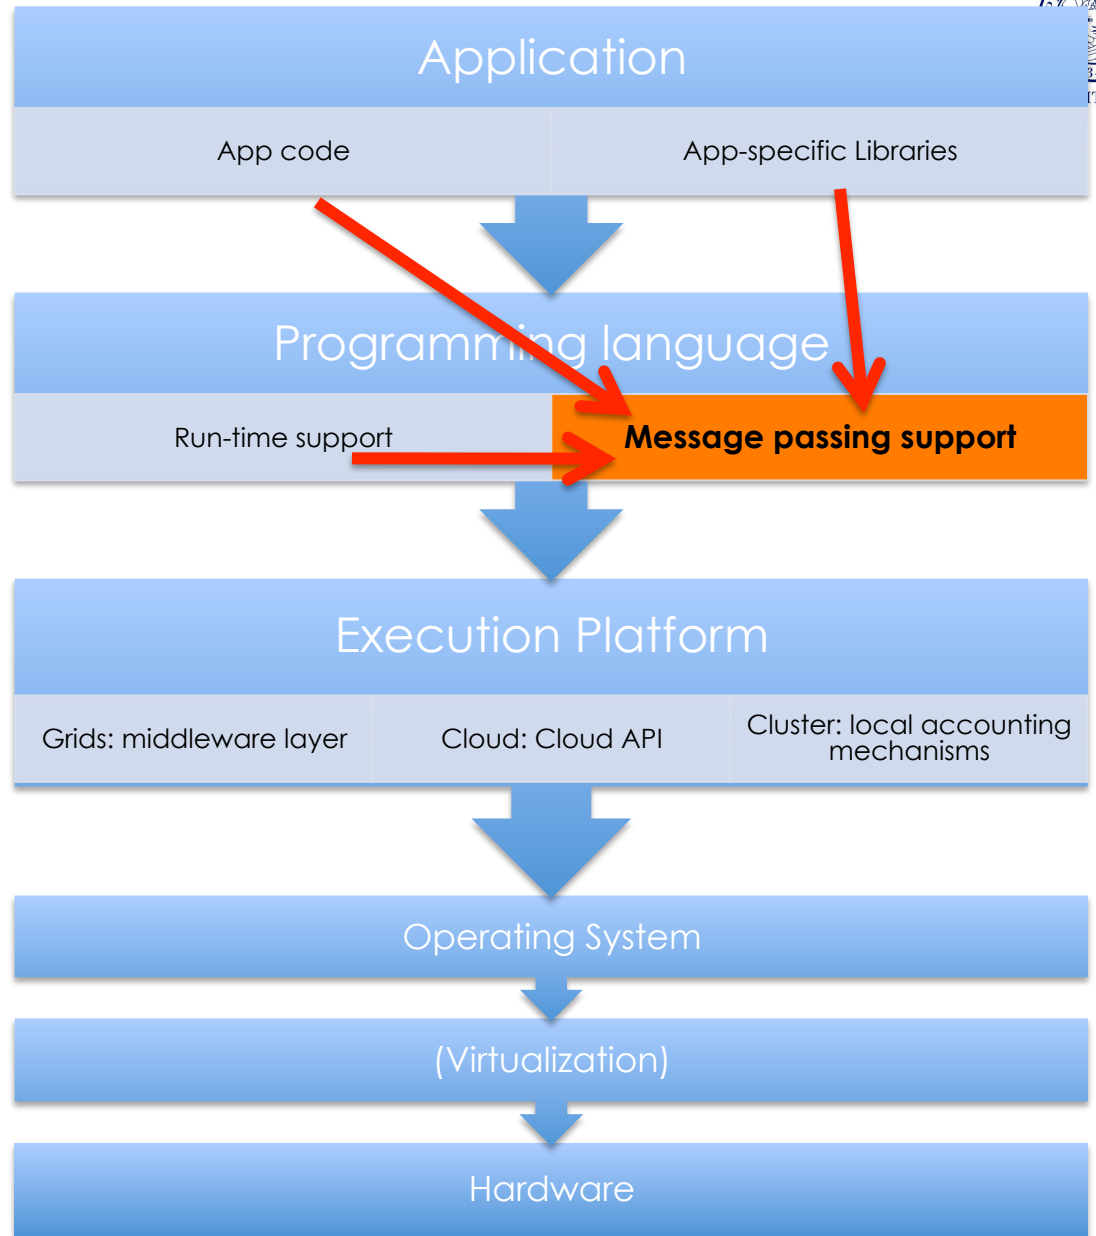 Application
App code
App-specific Libraries
Programming language
Run-time support
Message passing support
Execution Platform
Grids: middleware layer
Cloud: Cloud API
Cluster: local accounting
mechanisms
Operating System
(Virtualization)
Hardware